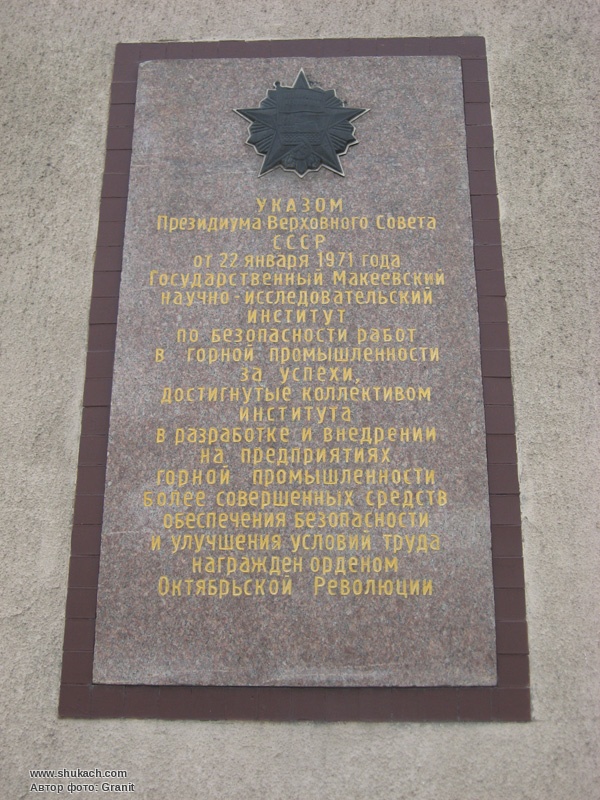 УКАЗОМ
Президиума Верховного Совета
СССР
от 22 января 1971 года
Государственный Макеевский
научно-исследовательский
институт
по безопасности работ
в горной промышленности
за успехи,
достигнутые коллективом
института
в разработке и внедрении
на предприятиях
горной промышленности
более совершенных средств
обеспечения безопасности
и улучшения условий труда
награжден орденом
Октябрьской Революции
www.shukach.com
Автор фото: Granit